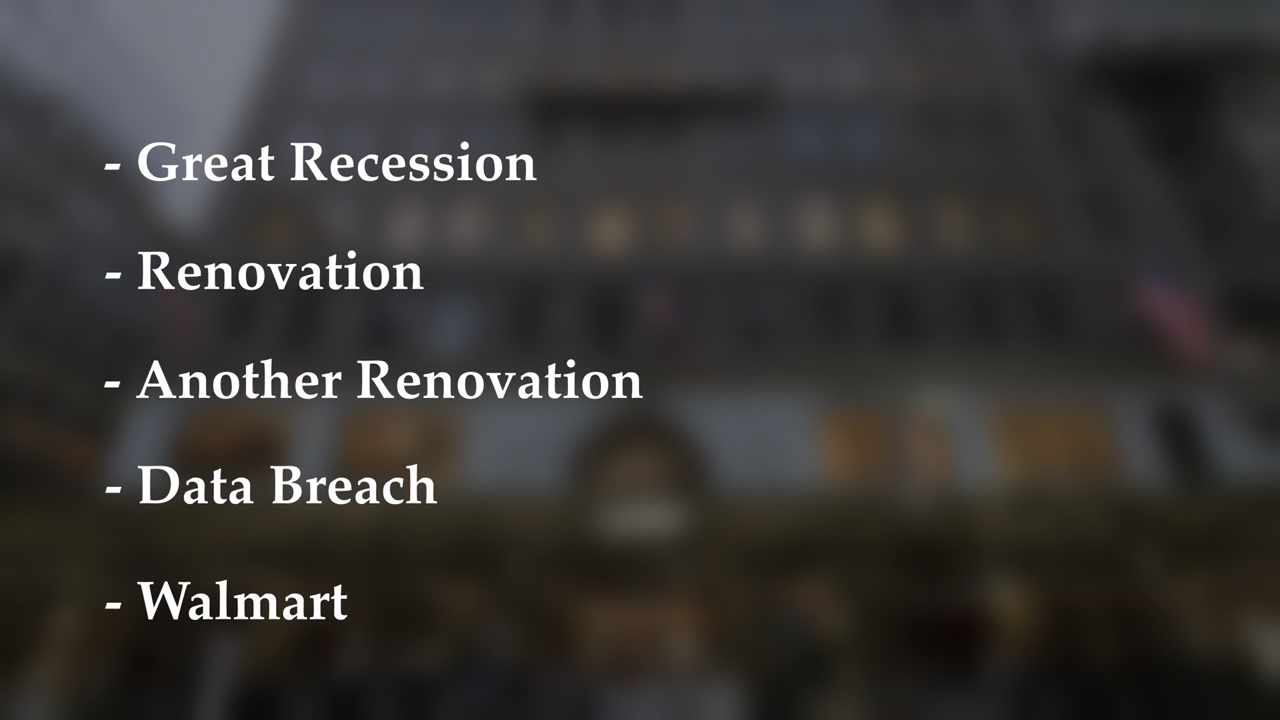 - Great Recession
- Renovation
- Another Renovation
- Data Breach
- Walmart